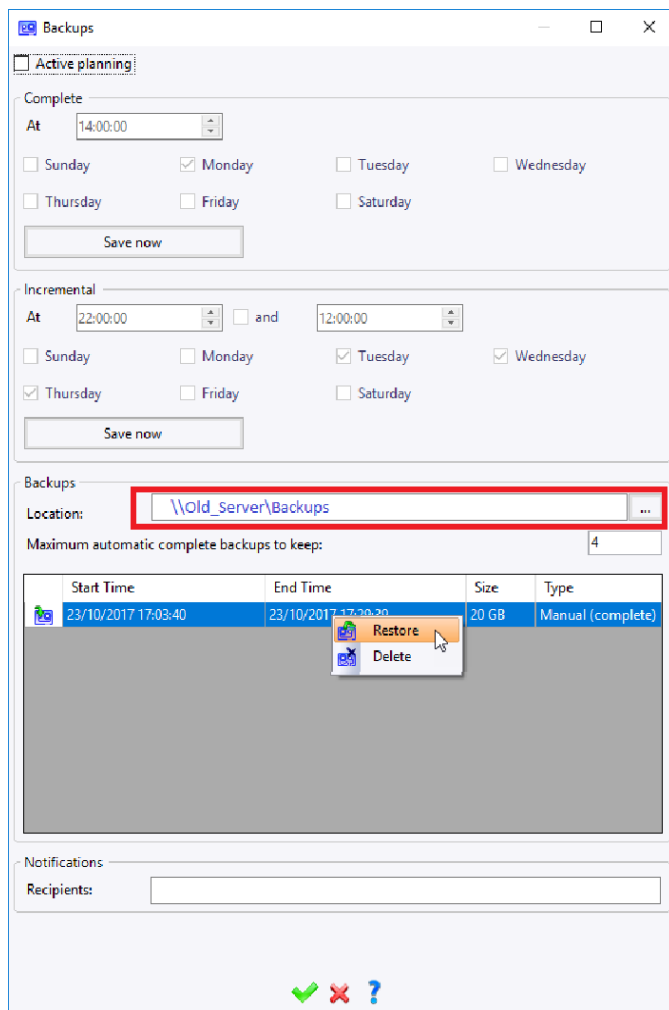 Backups
Active planning
Complete
At 14:00:00
Sunday Monday Tuesday Wednesday
Thursday Friday Saturday
Save now
Incremental
At 22:00:00 and 12:00:00
Sunday Monday Tuesday Wednesday
Thursday Friday Saturday
Save now
Backups
Location: \\Old_Server\Backups ...
Maximum automatic complete backups to keep: 4
Start Time End Time Size Type
23/10/2017 17:03:40 23/10/2017 17:29:39 20 GB Manual (complete)
Restore
Delete
Notifications
Recipients: